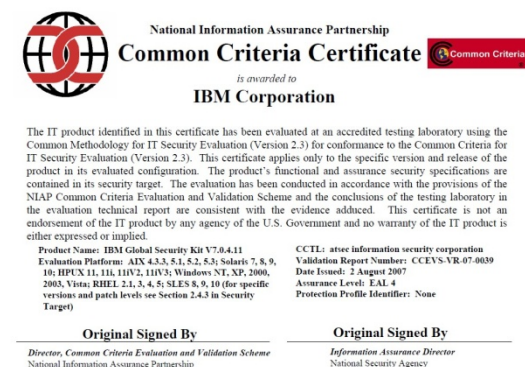 National Information Assurance Partnership
Common Criteria Certificate
Common Criteria
is awarded to
IBM Corporation
The IT product identified in this certificate has been evaluated at an accredited testing laboratory using the
Common Methodology for IT Security Evaluation (Version 2.3) for conformance to the Common Criteria for
IT Security Evaluation (Version 2.3). This certificate applies only to the specific version and release of the
product in its evaluated configuration. The product's functional and assurance security specifications are
contained in its security target. The evaluation has been conducted in accordance with the provisions of the
NIAP Common Criteria Evaluation and Validation Scheme and the conclusions of the testing laboratory in
the evaluation technical report are consistent with the evidence adduced. This certificate is not an
endorsement of the IT product by any agency of the U.S. Government and no warranty of the IT product is
either expressed or implied.
Product Name: IBM Global Security Kit V7.0.4.11
Evaluation Platform: AIX 4.3.3, 5.1, 5.2, 5.3; Solaris 7, 8, 9,
10; HPUX 11, 11i, 11iV2, 11iV3; Windows NT, XP, 2000,
2003, Vista; RHEL 2.1, 3, 4, 5; SLES 8, 9, 10 (for specific
versions and patch levels see Section 2.4.3 in Security
Target)
CCTL: atsec information security corporation
Validation Report Number: CCEVS-VR-07-0039
Date Issued: 2 August 2007
Assurance Level: EAL 4
Protection Profile Identifier: None
Original Signed By
Director, Common Criteria Evaluation and Validation Scheme
National Information Assurance Partnership
Original Signed By
Information Assurance Director
National Security Agency